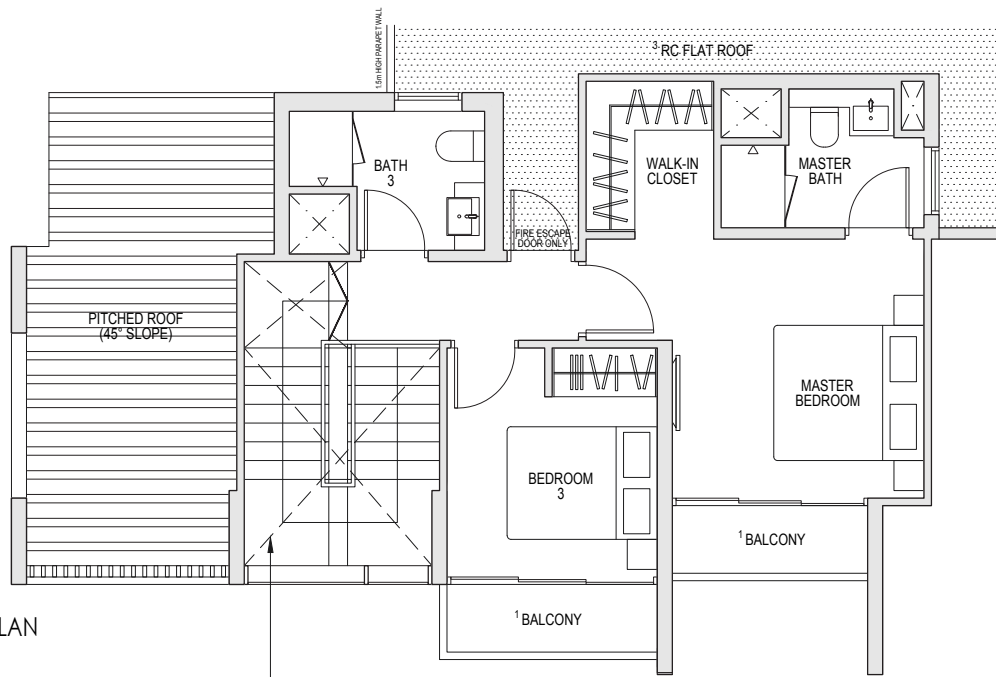 1.5m HIGH PARAPET WALL
³ RC FLAT ROOF
BATH
3
WALK-IN
CLOSET
MASTER
BATH
FIRE ESCAPE
DOOR ONLY
PITCHED ROOF
(45° SLOPE)
MASTER
BEDROOM
BEDROOM
3
¹ BALCONY
¹ BALCONY
LAN